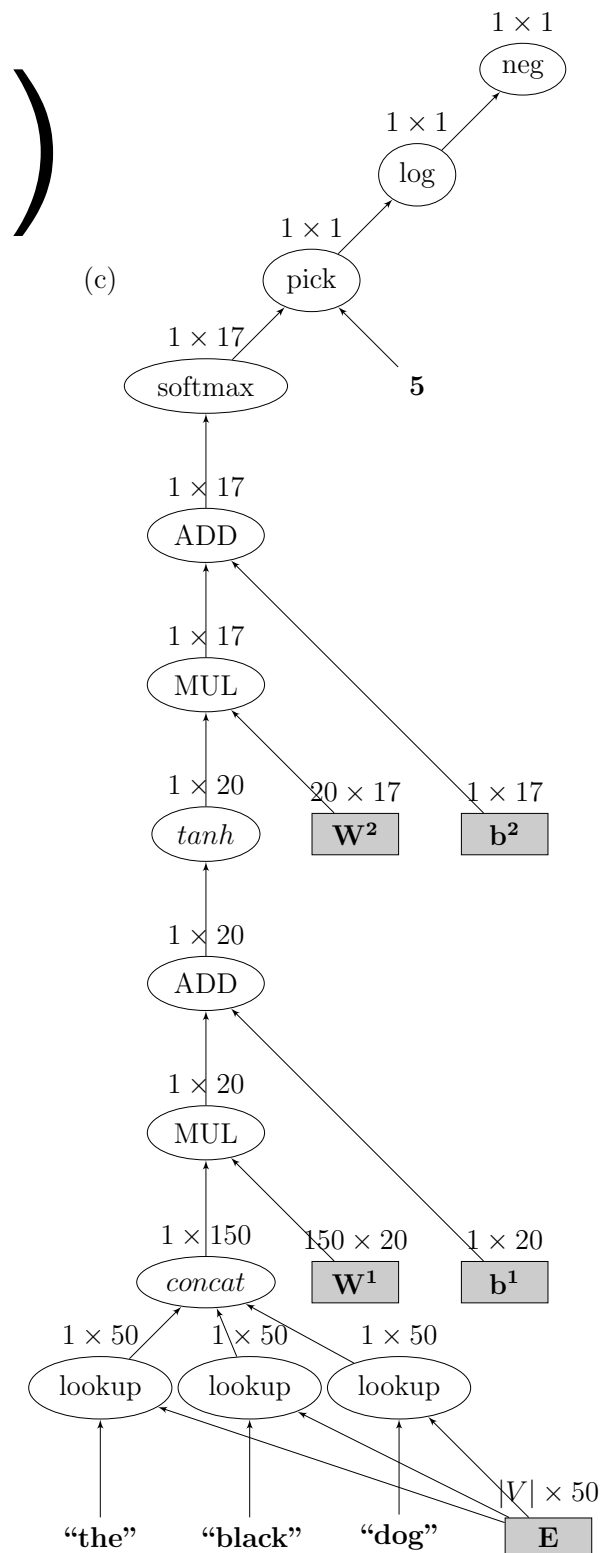 1 × 1
neg
1 × 1
log
)
1 × 1
(c)
pick
1 × 17
softmax
5
1 × 17
ADD
1 × 17
MUL
1 × 20
20 × 17
1 × 17
tanh
W²
b²
1 × 20
ADD
1 × 20
MUL
1 × 150
150 × 20
1 × 20
concat
W¹
b¹
1 × 50
1 × 50
1 × 50
lookup
lookup
lookup
|V| × 50
“the”
“black”
“dog”
E